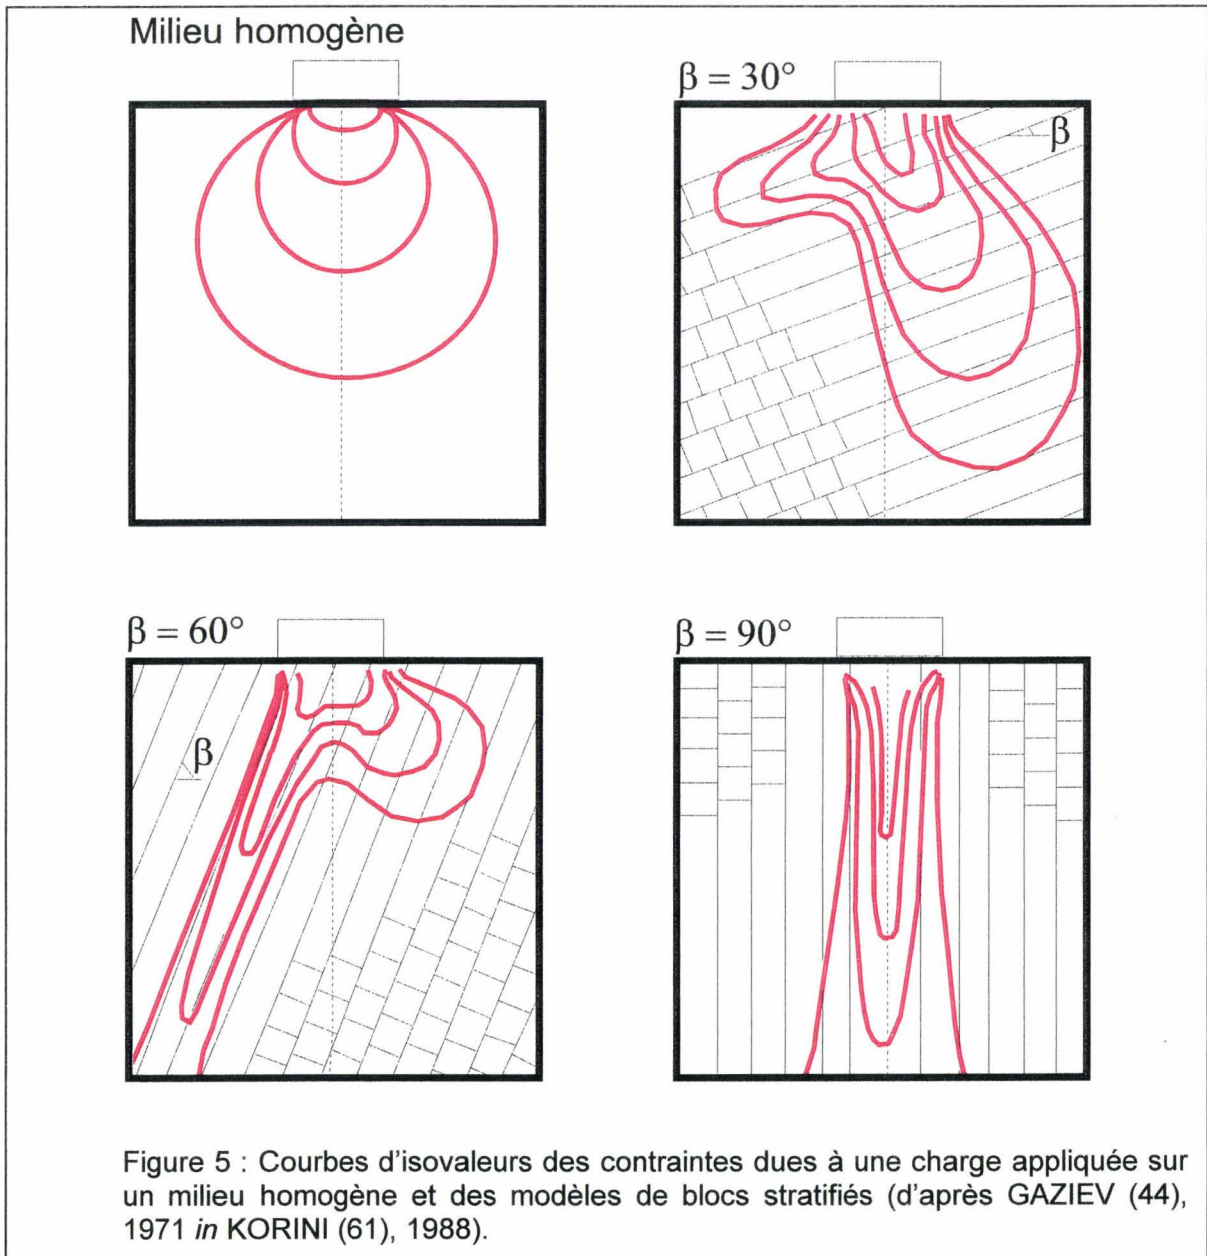 Milieu homogène
β = 30°
β
β = 60°
β
β = 90°
Figure 5 : Courbes d'isovaleurs des contraintes dues à une charge appliquée sur
un milieu homogène et des modèles de blocs stratifiés (d'après GAZIEV (44),
1971 in KORINI (61), 1988).